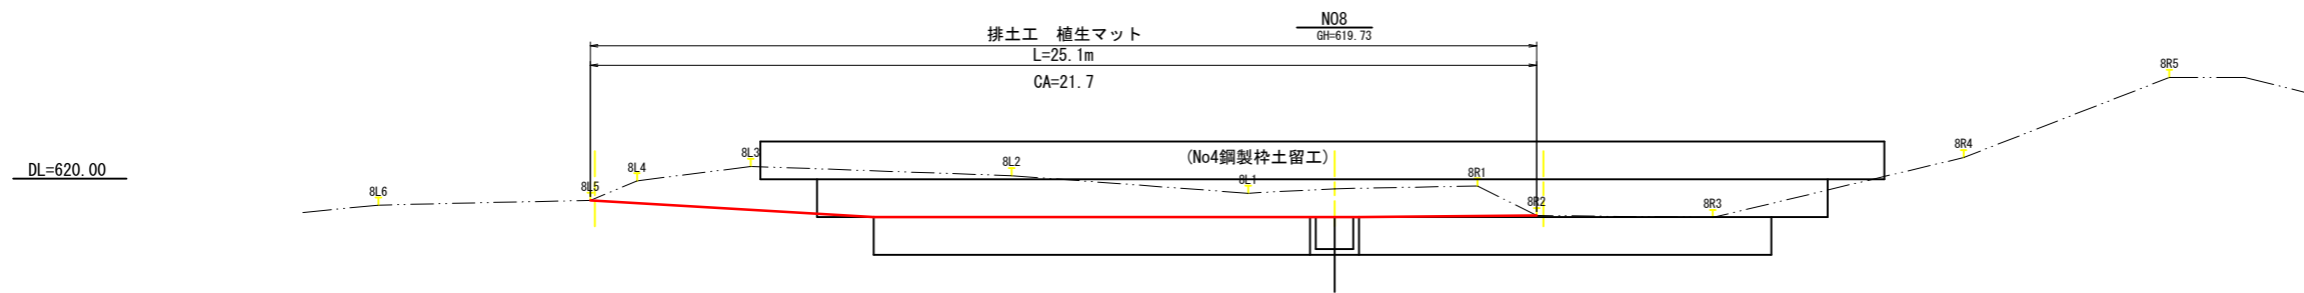 NO8
GH=619.73
排土工　植生マット
L=25.1m
CA=21.7
8R5
8R4
(No4鋼製枠土留工)
8L3
8L2
8L4
DL=620.00
8R1
8L6
8L5
8L1
8R2
8R3